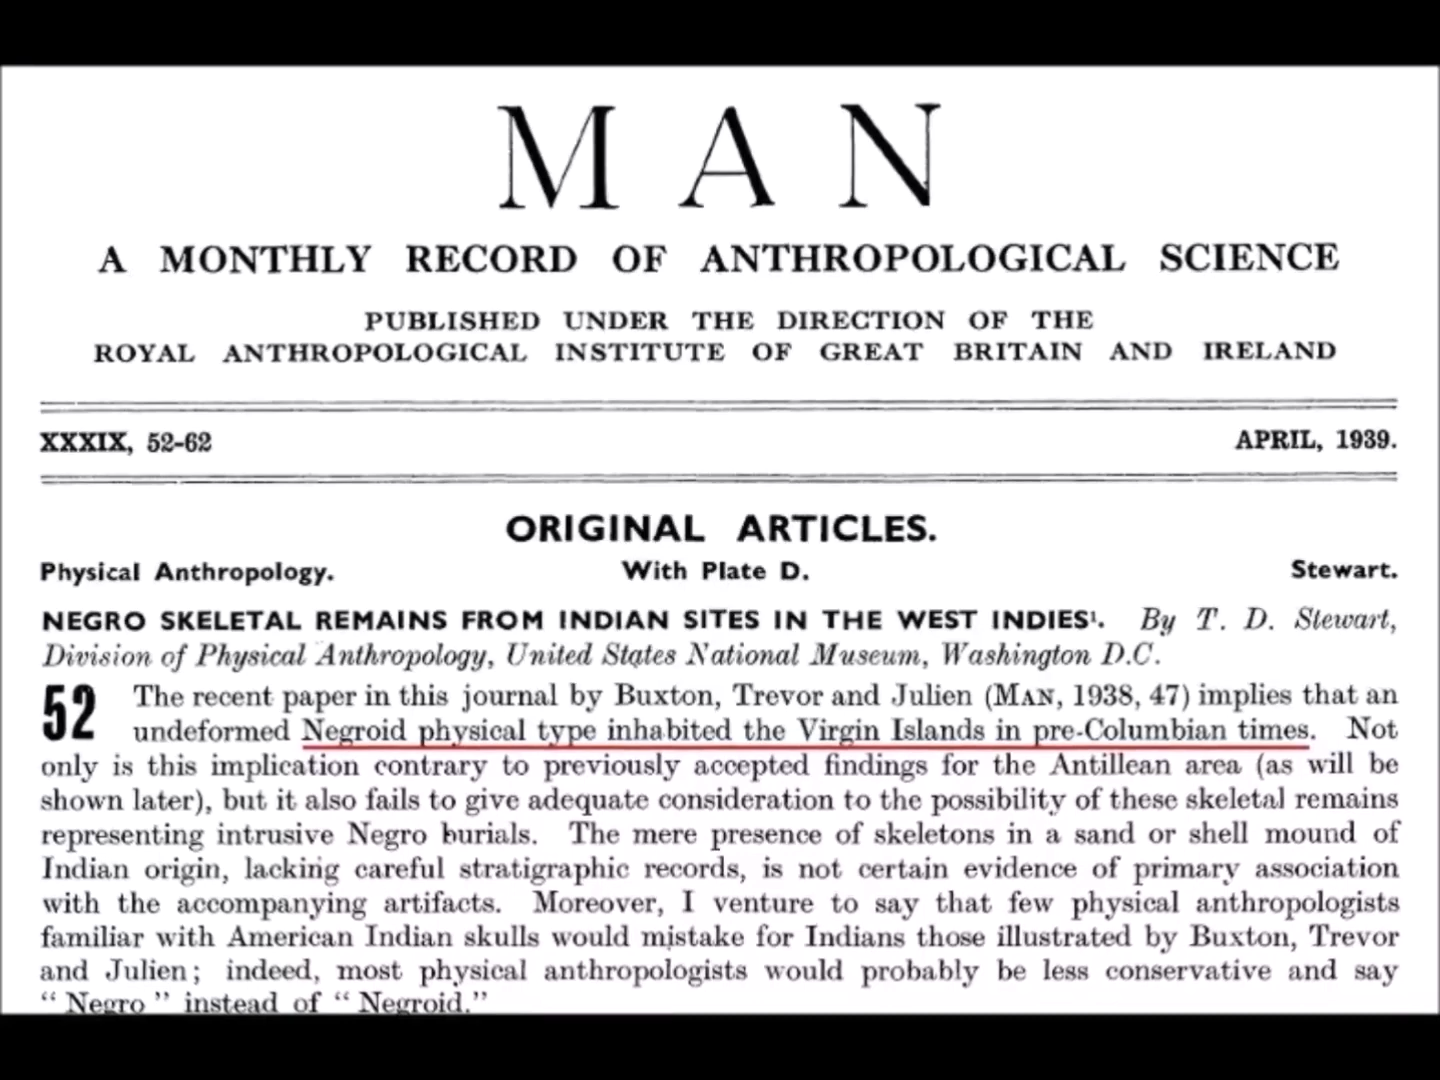 MAN
A MONTHLY RECORD OF ANTHROPOLOGICAL SCIENCE
PUBLISHED UNDER THE DIRECTION OF THE
ROYAL ANTHROPOLOGICAL INSTITUTE OF GREAT BRITAIN AND IRELAND
XXXIX, 52-62 APRIL, 1939.
ORIGINAL ARTICLES.
Physical Anthropology. With Plate D. Stewart.
NEGRO SKELETAL REMAINS FROM INDIAN SITES IN THE WEST INDIES¹. By T. D. Stewart,
Division of Physical Anthropology, United States National Museum, Washington D.C.
52 The recent paper in this journal by Buxton, Trevor and Julien (MAN, 1938, 47) implies that an
undeformed Negroid physical type inhabited the Virgin Islands in pre-Columbian times. Not
only is this implication contrary to previously accepted findings for the Antillean area (as will be
shown later), but it also fails to give adequate consideration to the possibility of these skeletal remains
representing intrusive Negro burials. The mere presence of skeletons in a sand or shell mound of
Indian origin, lacking careful stratigraphic records, is not certain evidence of primary association
with the accompanying artifacts. Moreover, I venture to say that few physical anthropologists
familiar with American Indian skulls would mistake for Indians those illustrated by Buxton, Trevor
and Julien; indeed, most physical anthropologists would probably be less conservative and say
"Negro" instead of "Negroid."